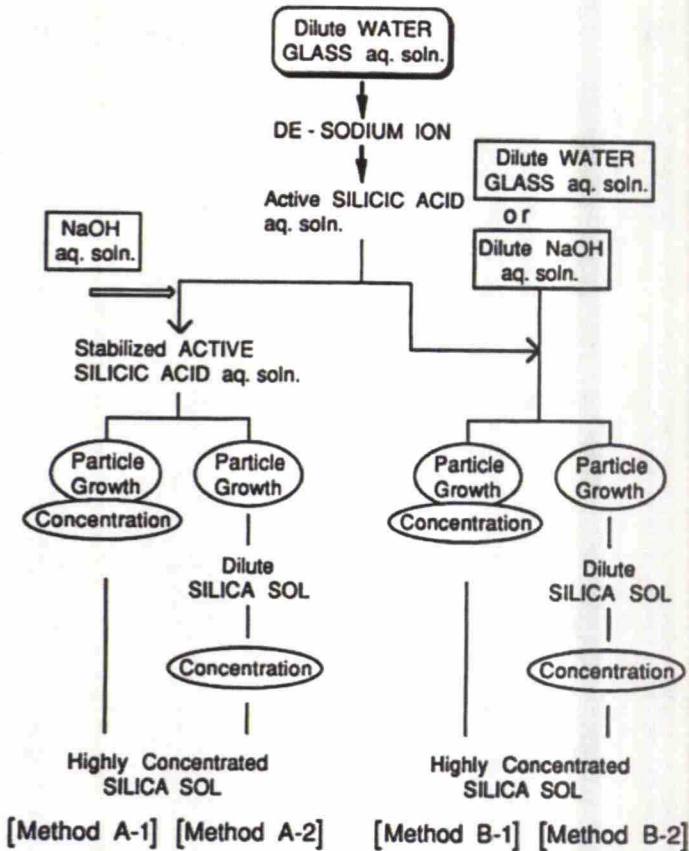 Dilute WATER
GLASS aq. soln.
DE - SODIUM ION
Active SILICIC ACID
aq. soln.
Dilute WATER
GLASS aq. soln.
or
Dilute NaOH
aq. soln.
NaOH
aq. soln.
Stabilized ACTIVE
SILICIC ACID aq. soln.
Particle
Growth
Concentration
Particle
Growth
Dilute
SILICA SOL
Concentration
Highly Concentrated
SILICA SOL
[Method A-1] [Method A-2]
Particle
Growth
Concentration
Particle
Growth
Dilute
SILICA SOL
Concentration
Highly Concentrated
SILICA SOL
[Method B-1] [Method B-2]